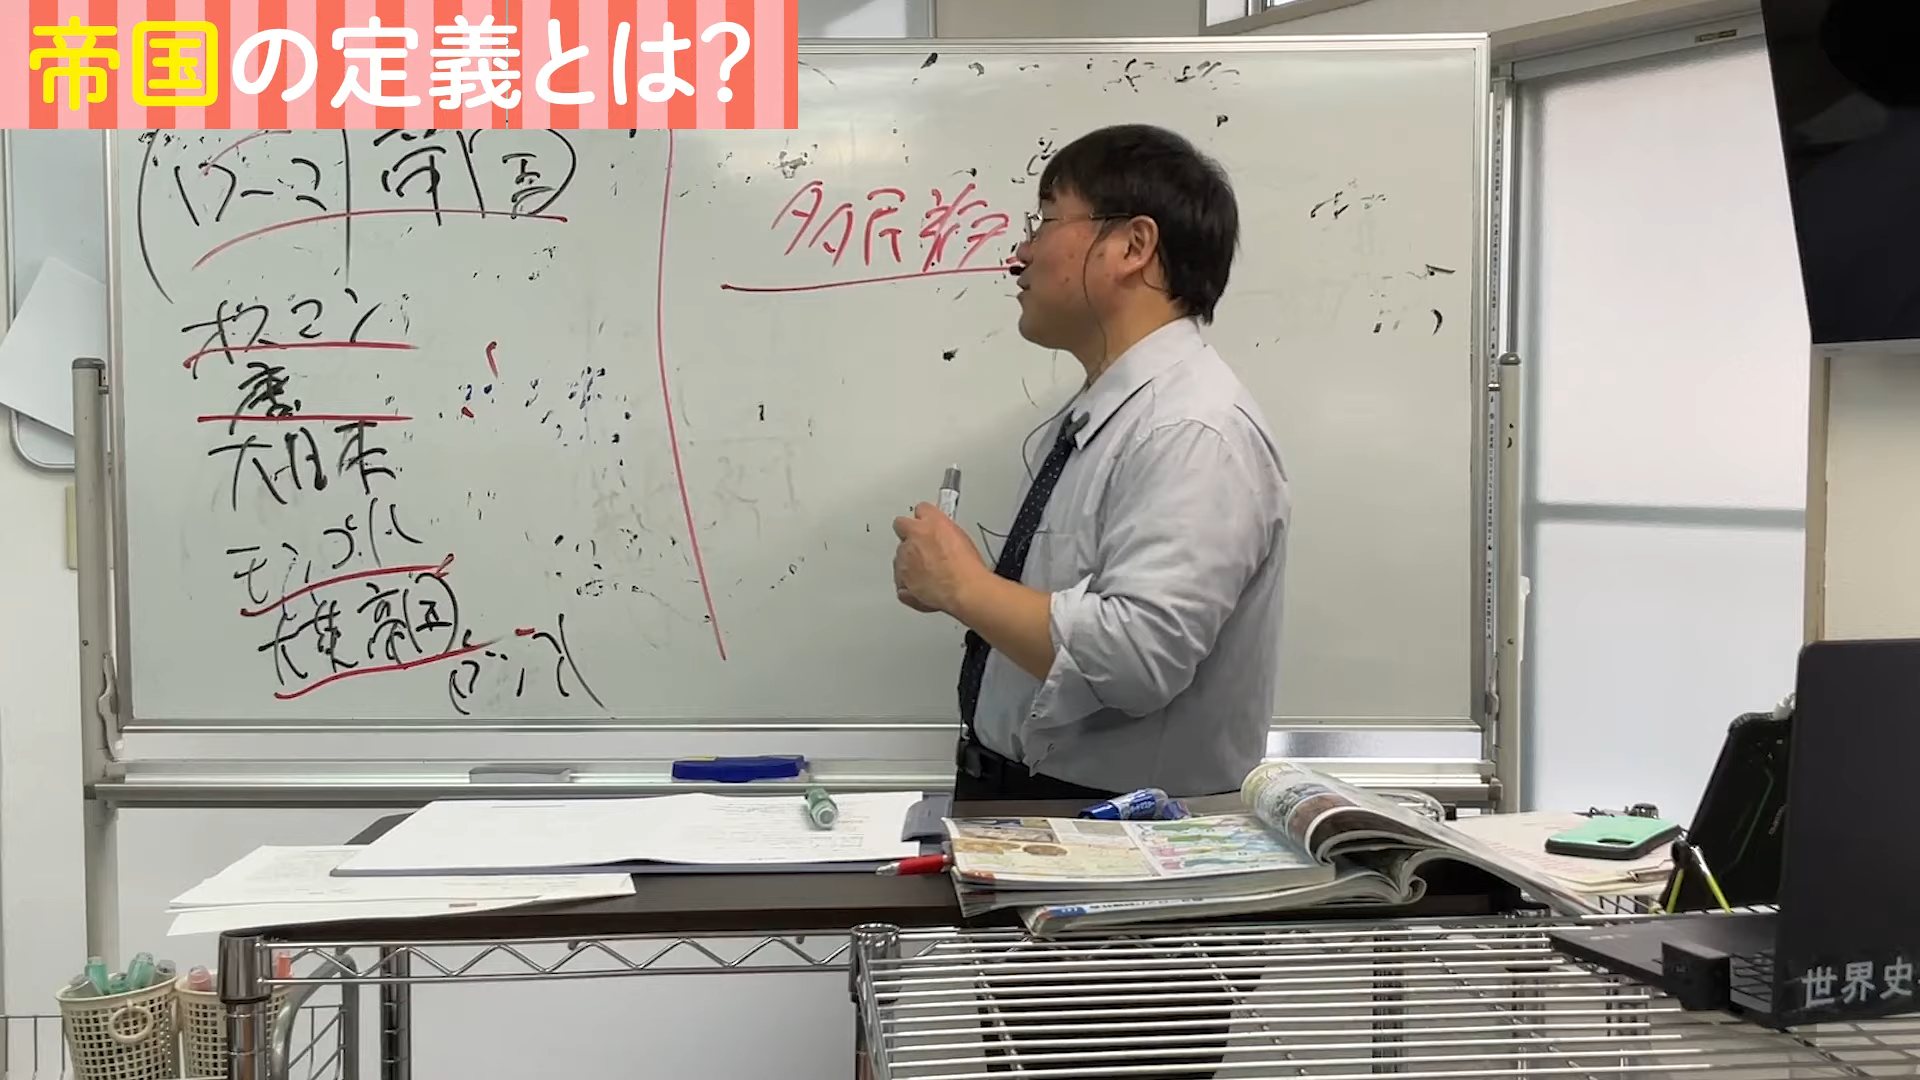 帝国の定義とは?
(ローマ帝国)
多民族
オスマン
唐
大日本
モンゴル
大英帝国
世界史